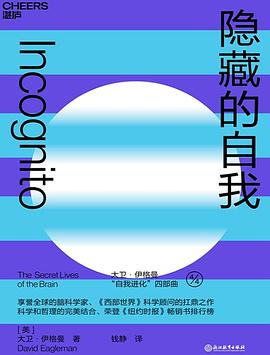 CHEERS
湛庐
隐藏的自我
Incognito
The Secret Lives
of the Brain
大卫·伊格曼
“自我进化”四部曲
4/4
享誉全球的脑科学家、《西部世界》科学顾问的扛鼎之作
科学和哲理的完美结合、荣登《纽约时报》畅销书排行榜
[美]
大卫·伊格曼 著
David Eagleman
钱静 译
浙江教育出版社